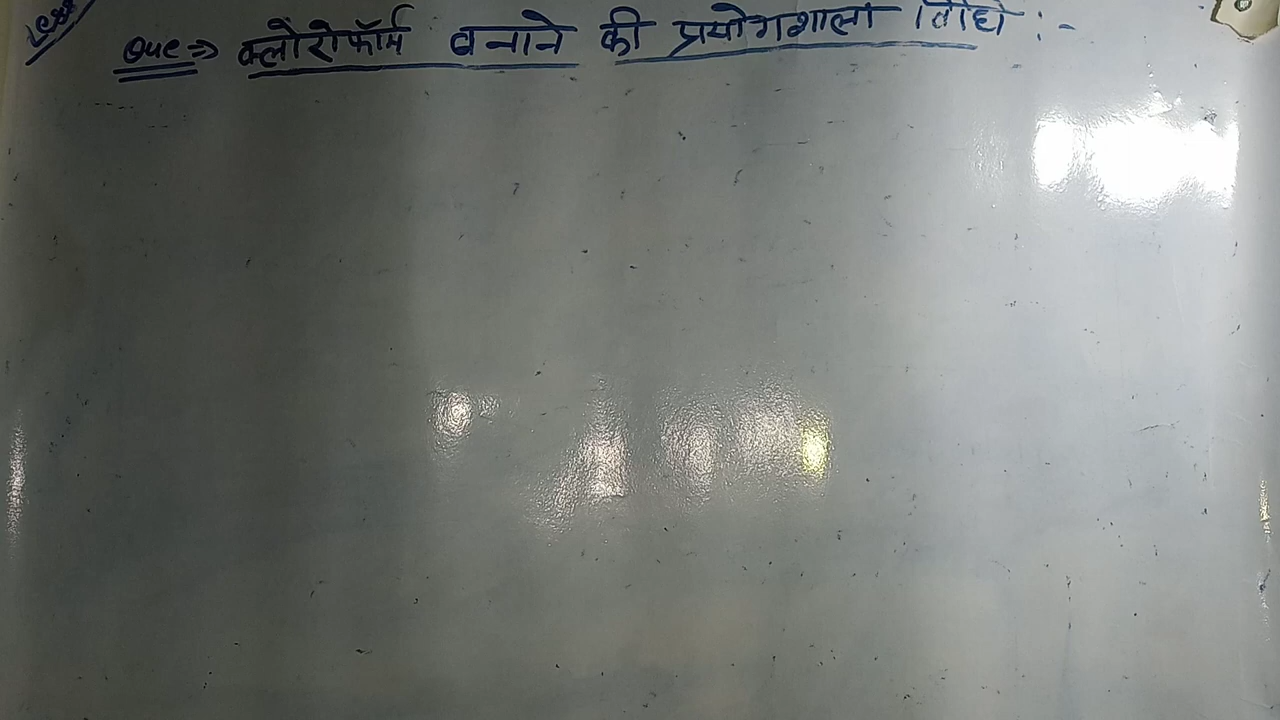 Que⇒ क्लोरोफॉर्म बनाने की प्रयोगशाला विधि :-